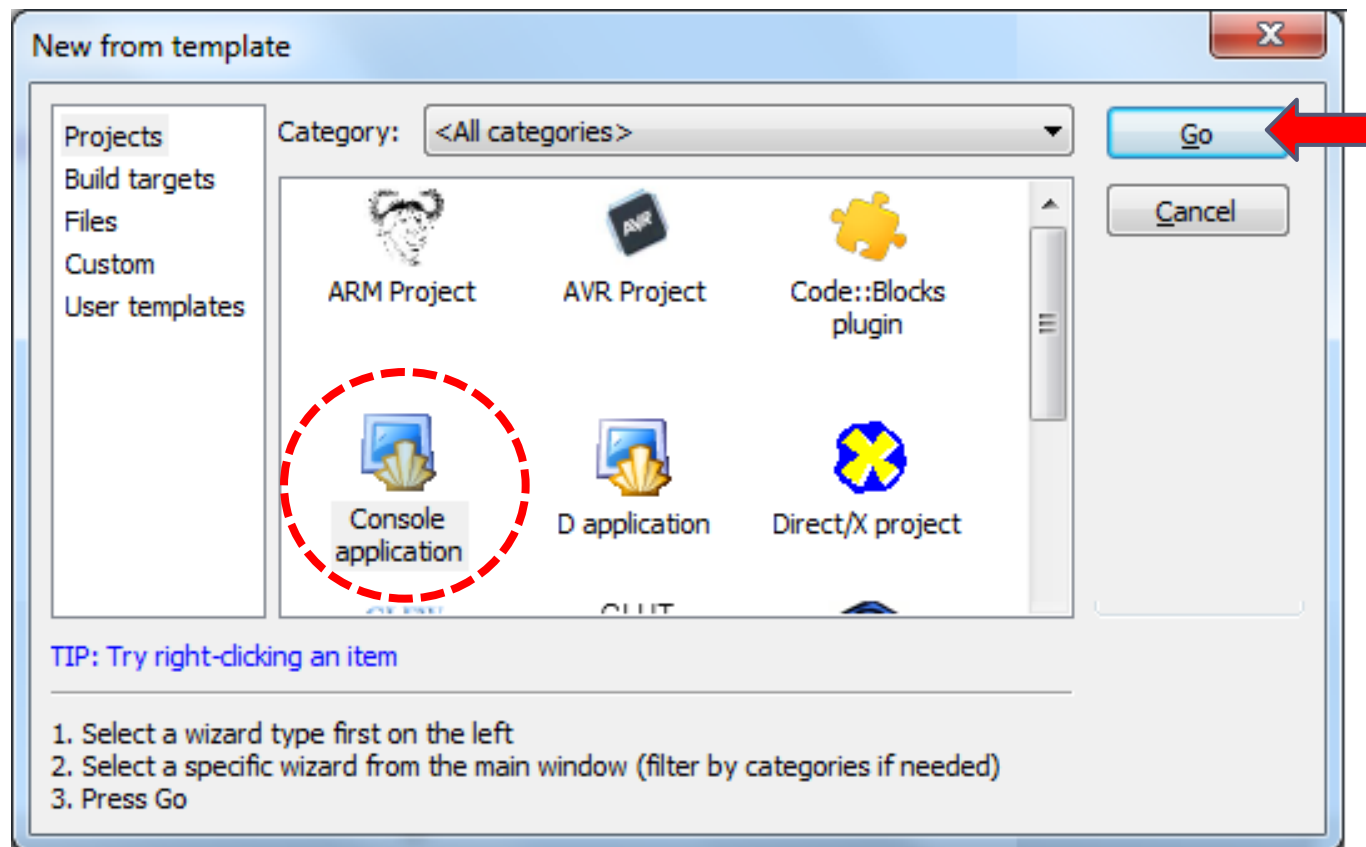 New from template
Projects
Build targets
Files
Custom
User templates
Category:
<All categories>
Go
Cancel
ARM Project
AVR
AVR Project
Code::Blocks
plugin
Console
application
D application
Direct/X project
TIP: Try right-clicking an item
1. Select a wizard type first on the left
2. Select a specific wizard from the main window (filter by categories if needed)
3. Press Go